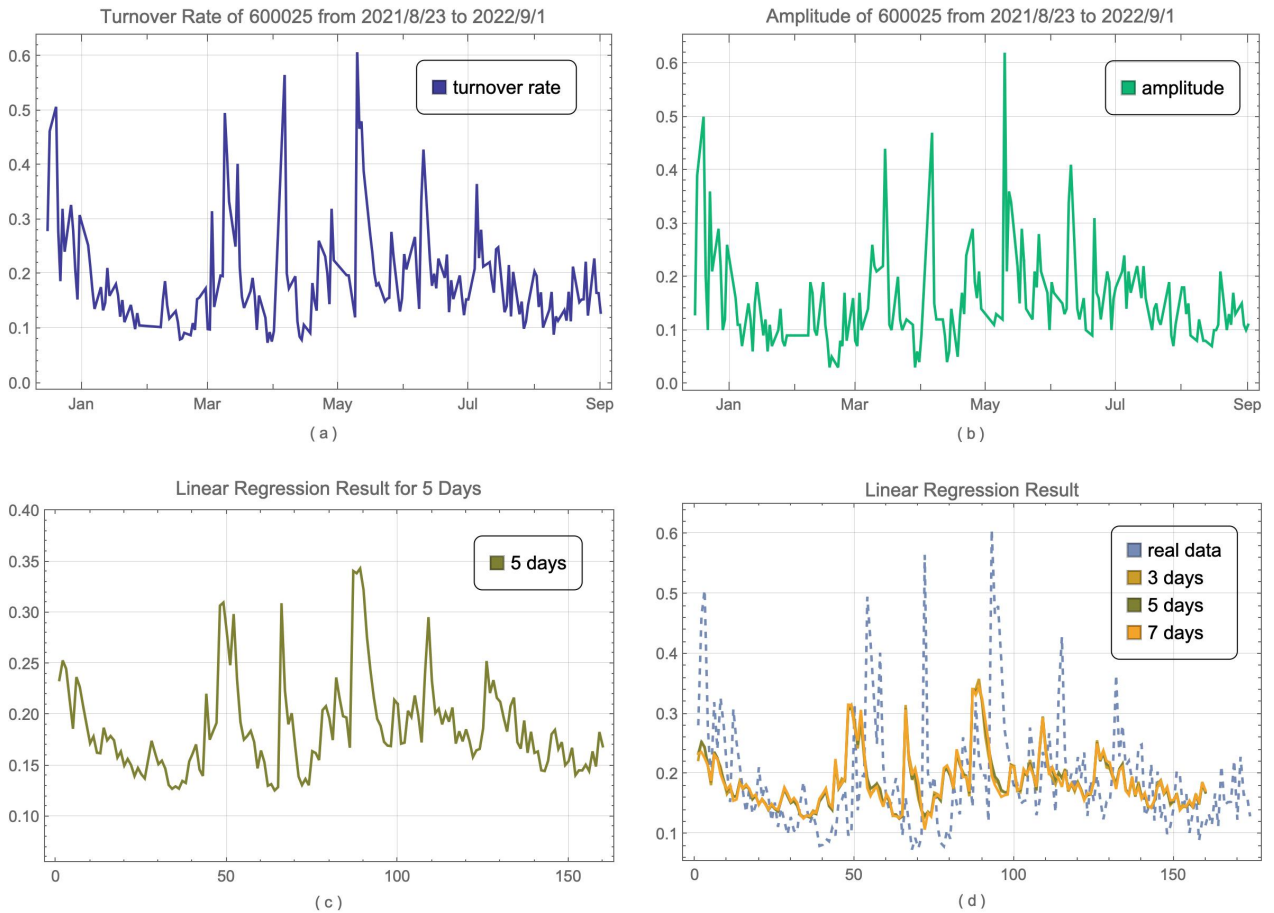 Turnover Rate of 600025 from 2021/8/23 to 2022/9/1
turnover rate
0.6
0.5
0.4
0.3
0.2
0.1
0.0
Jan Mar May Jul Sep
( a )
Amplitude of 600025 from 2021/8/23 to 2022/9/1
amplitude
0.6
0.5
0.4
0.3
0.2
0.1
0.0
Jan Mar May Jul Sep
( b )
Linear Regression Result for 5 Days
5 days
0.40
0.35
0.30
0.25
0.20
0.15
0.10
0 50 100 150
( c )
Linear Regression Result
real data
3 days
5 days
7 days
0.6
0.5
0.4
0.3
0.2
0.1
0 50 100 150
( d )